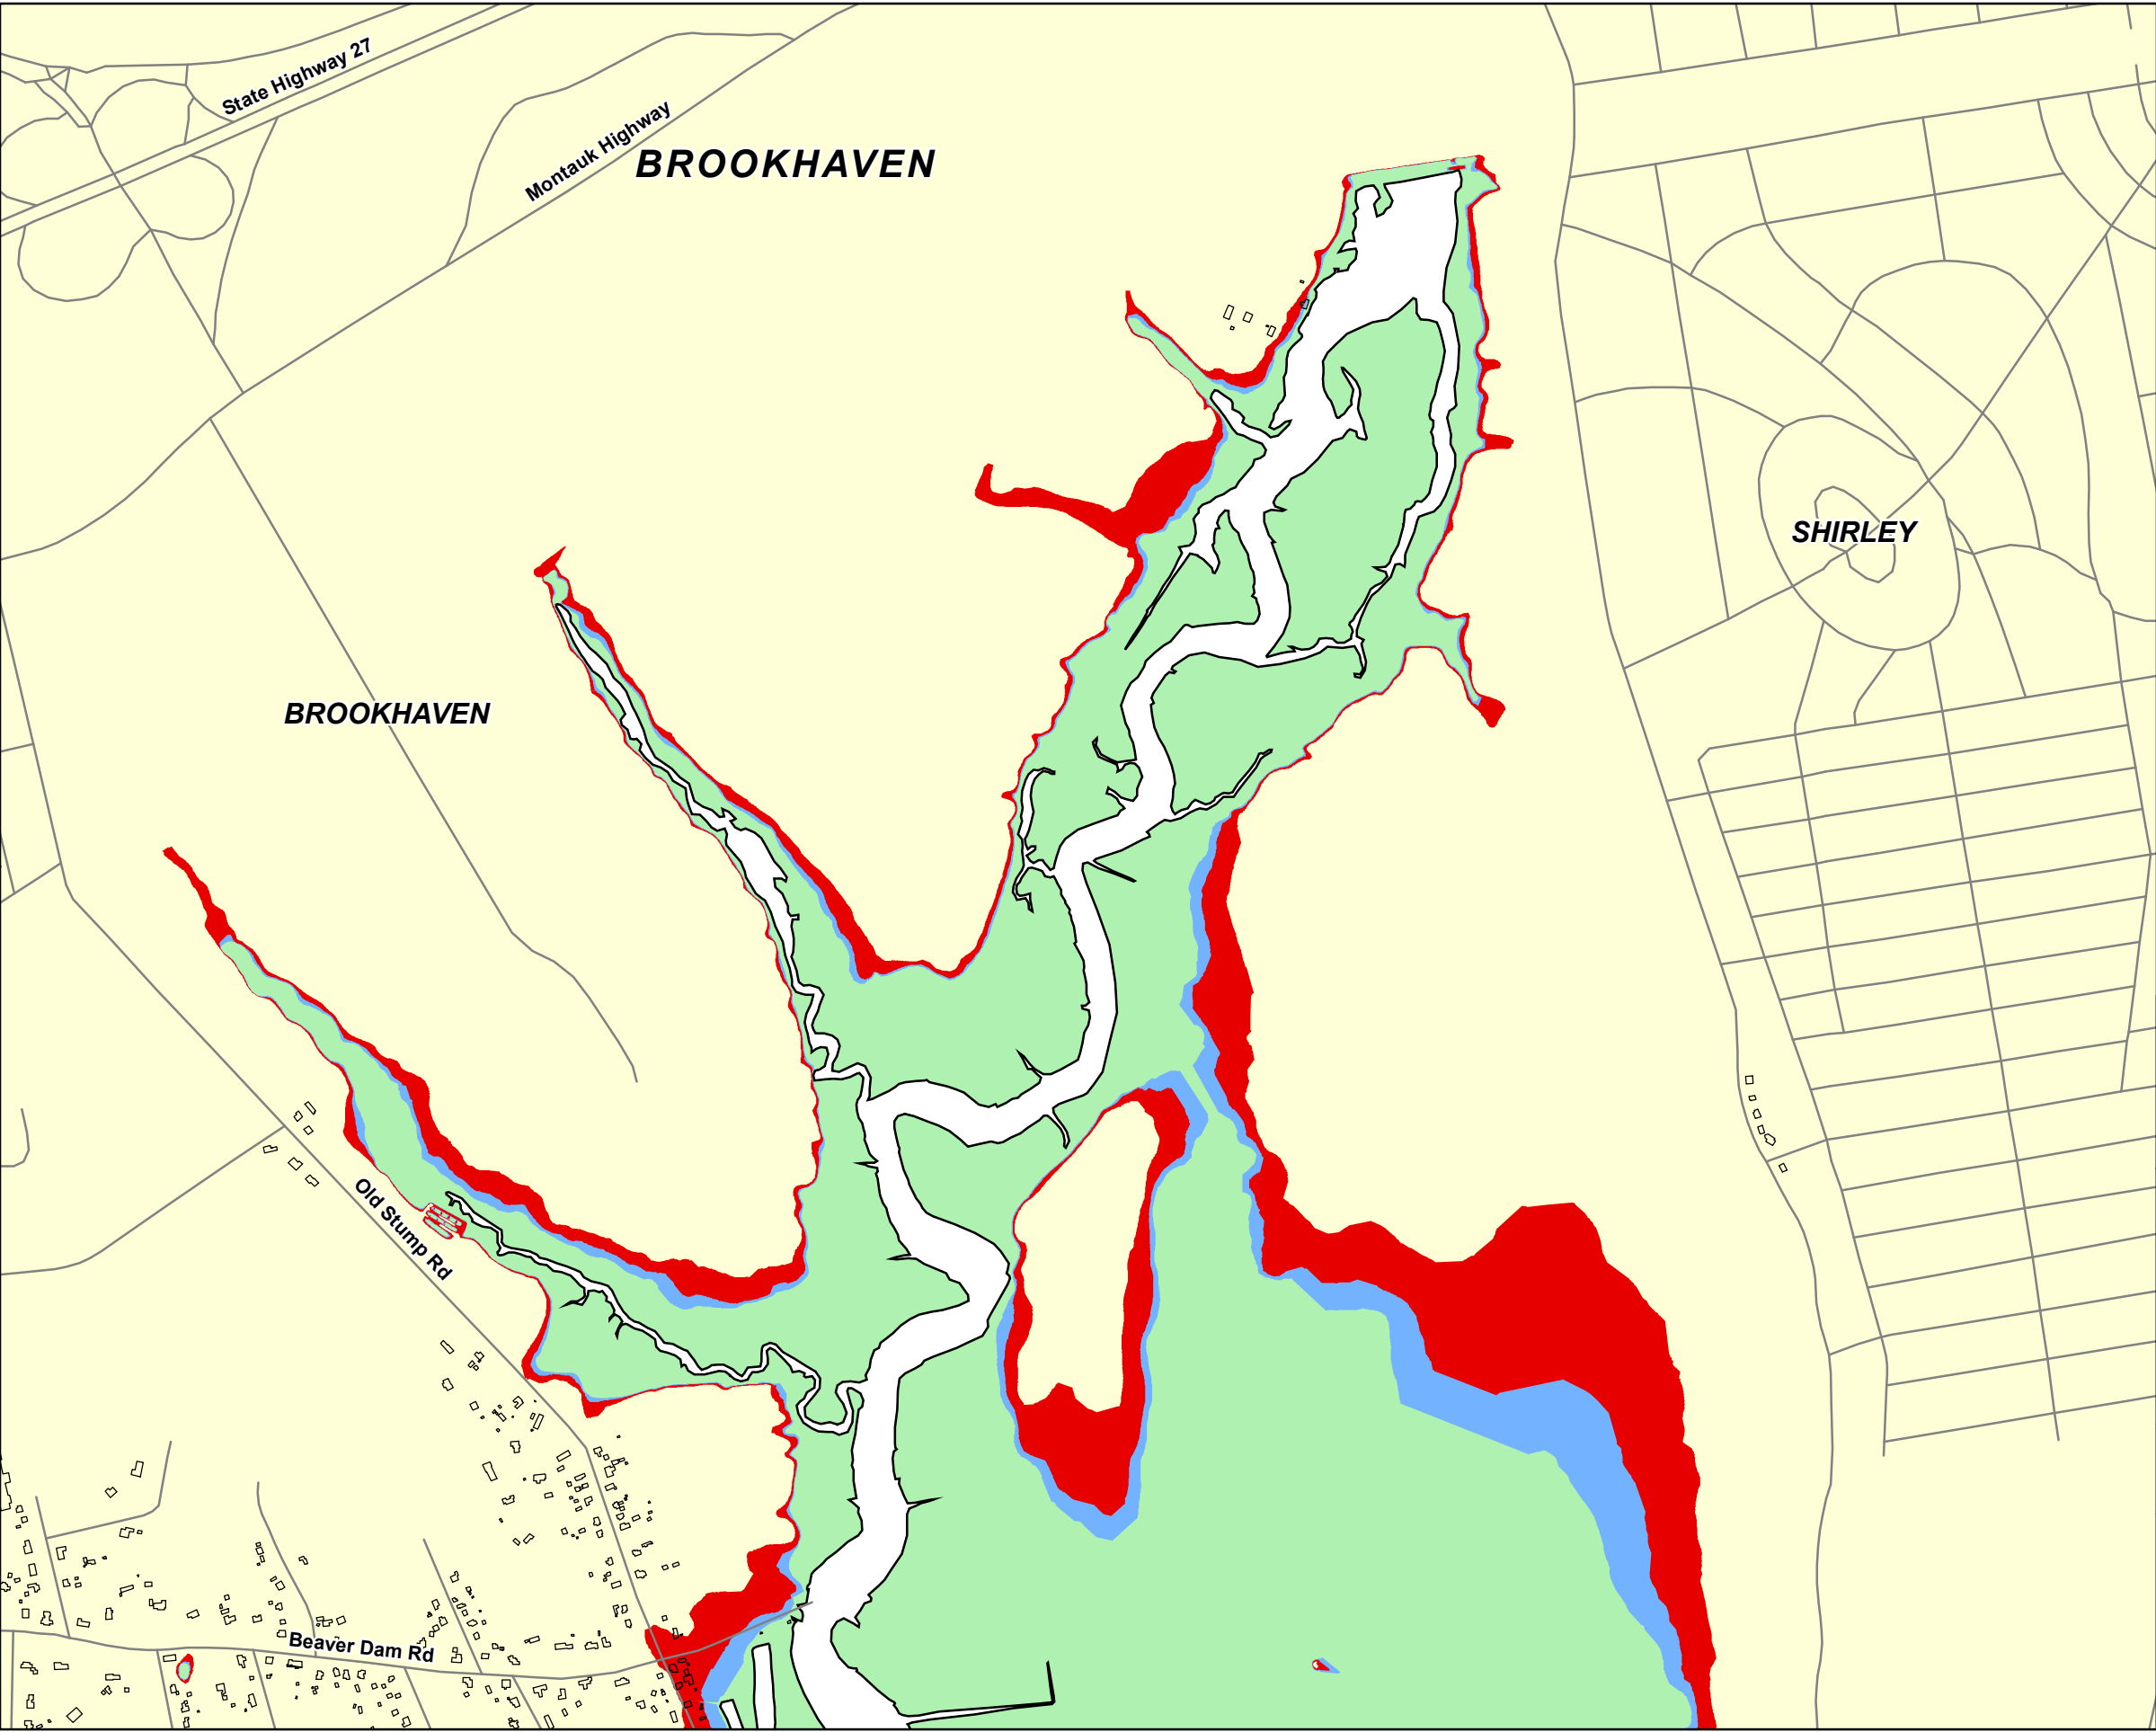 State Highway 27
Montauk Highway
BROOKHAVEN
SHIRLEY
BROOKHAVEN
Old Stump Rd
Beaver Dam Rd